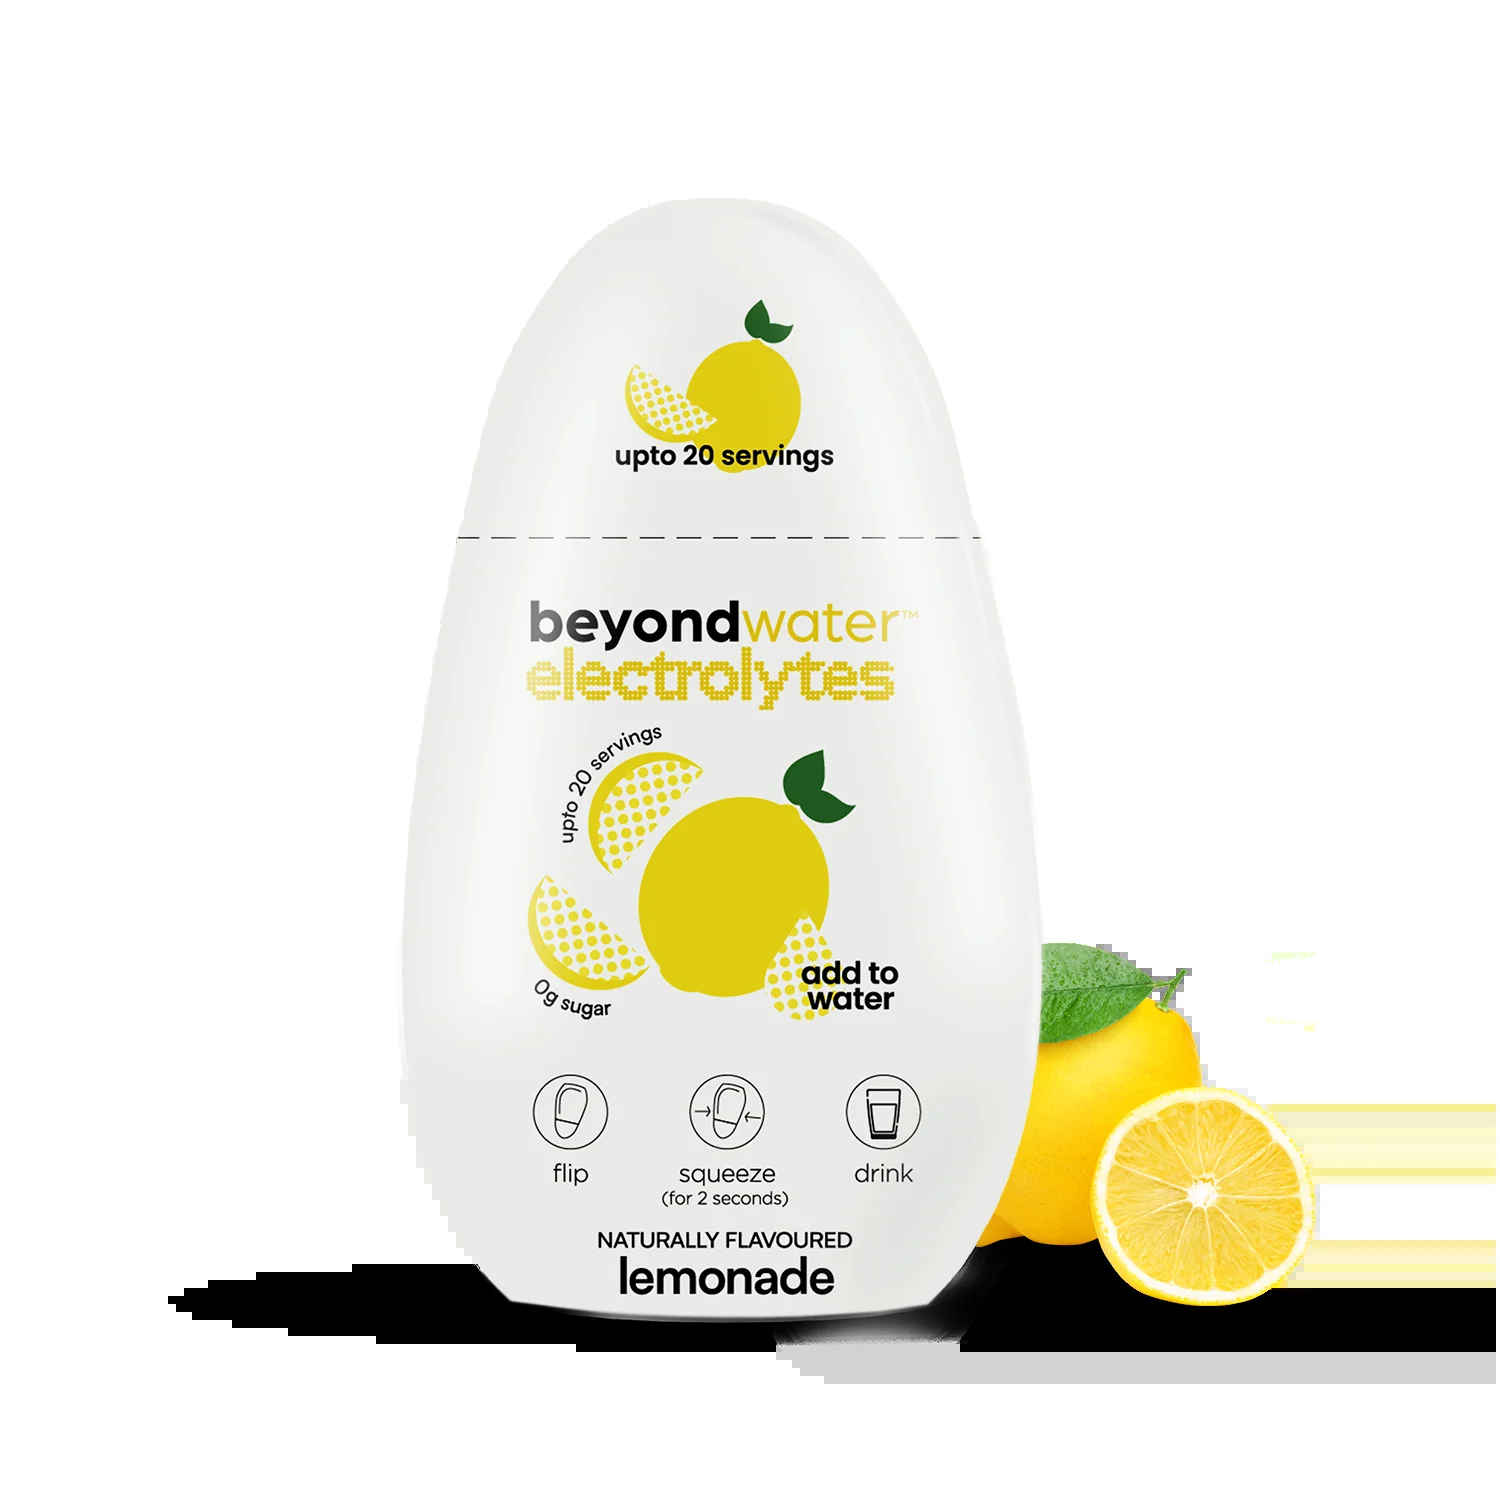 upto 20 servings
beyondwater™
electrolytes
upto 20 servings
0g sugar
add to
water
flip
squeeze
(for 2 seconds)
drink
NATURALLY FLAVOURED
lemonade